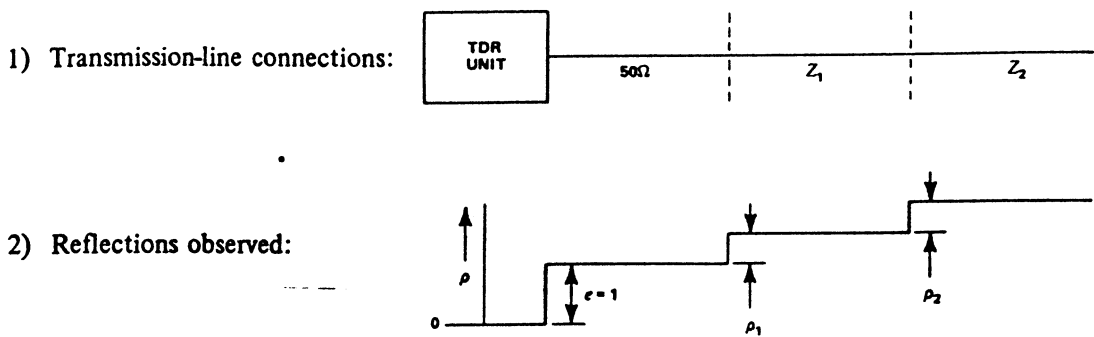 1) Transmission-line connections:
TDR
UNIT
50Ω
Z₁
Z₂
2) Reflections observed:
ρ
0
e = 1
ρ₁
ρ₂